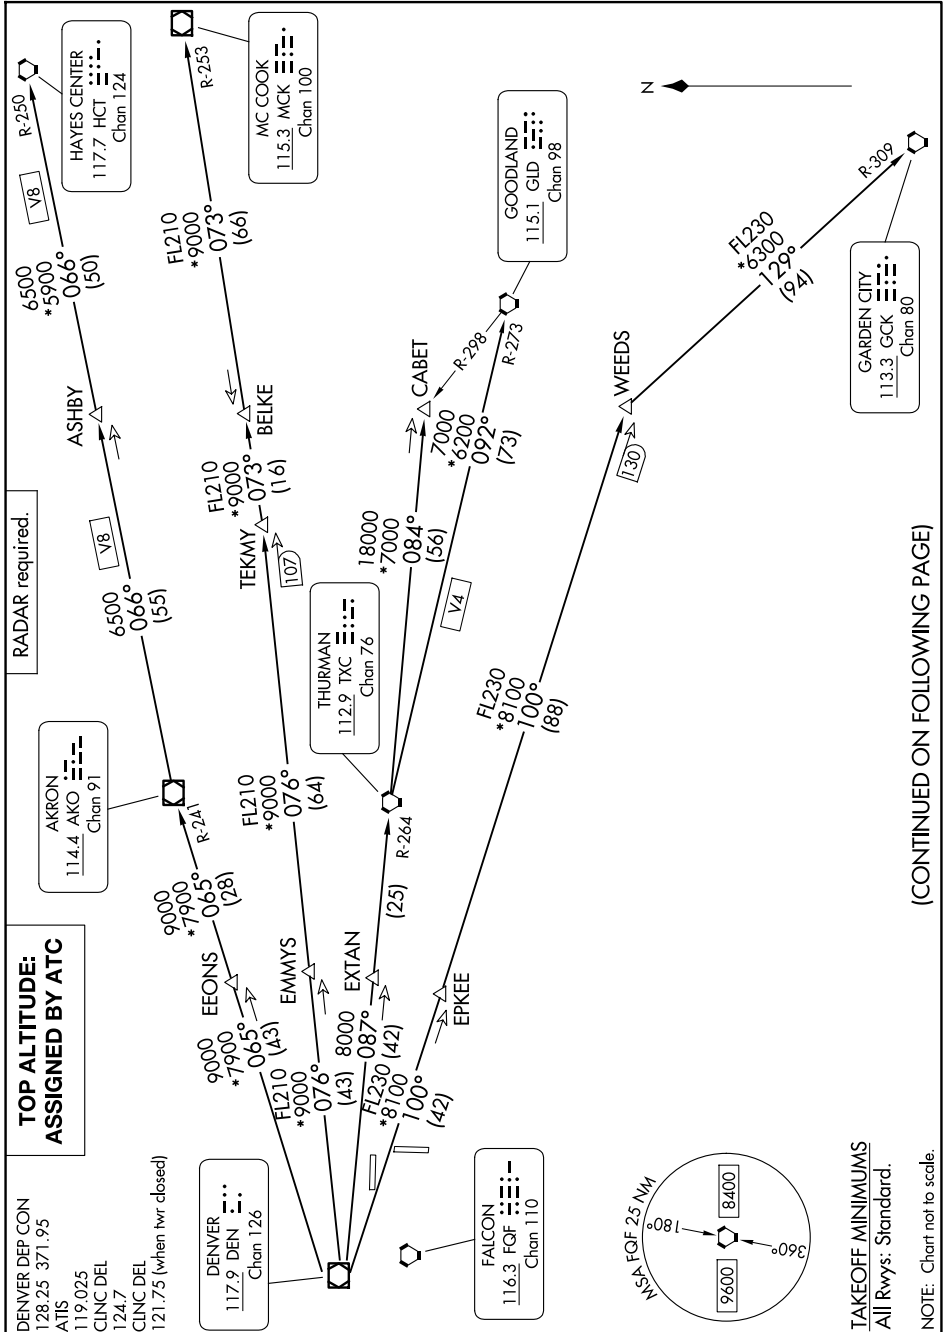 DENVER DEP CON
128.25 371.95
ATIS
119.025
CLNC DEL
124.7
CLNC DEL
121.75 (when twr closed)
TOP ALTITUDE:
ASSIGNED BY ATC
RADAR required.
AKRON
114.4 AKO
Chan 91
HAYES CENTER
117.7 HCT
Chan 124
R-250
V8
6500
*5900
066°
(50)
ASHBY
V8
6500
066°
(55)
R-241
9000
*7900
065°
(28)
EEONS
9000
*7900
065°
(43)
MC COOK
115.3 MCK
Chan 100
R-253
FL210
*9000
073°
(66)
BELKE
FL210
*9000
073°
(16)
TEKMY
107
FL210
*9000
076°
(64)
EMMYS
FL210
*9000
076°
(43)
THURMAN
112.9 TXC
Chan 76
GOODLAND
115.1 GLD
Chan 98
R-298
R-273
CABET
18000
*7000
084°
(56)
7000
*6200
092°
(73)
V4
R-264
(25)
EXTAN
8000
087°
(42)
DENVER
117.9 DEN
Chan 126
FL230
*8100
100°
(42)
EPKEE
FL230
*8100
100°
(88)
130
WEEDS
FL230
*6300
129°
(94)
R-309
GARDEN CITY
113.3 GCK
Chan 80
FALCON
116.3 FQF
Chan 110
N
MSA FQF 25 NM
180°
360°
8400
9600
TAKEOFF MINIMUMS
All Rwys: Standard.
NOTE: Chart not to scale.
(CONTINUED ON FOLLOWING PAGE)